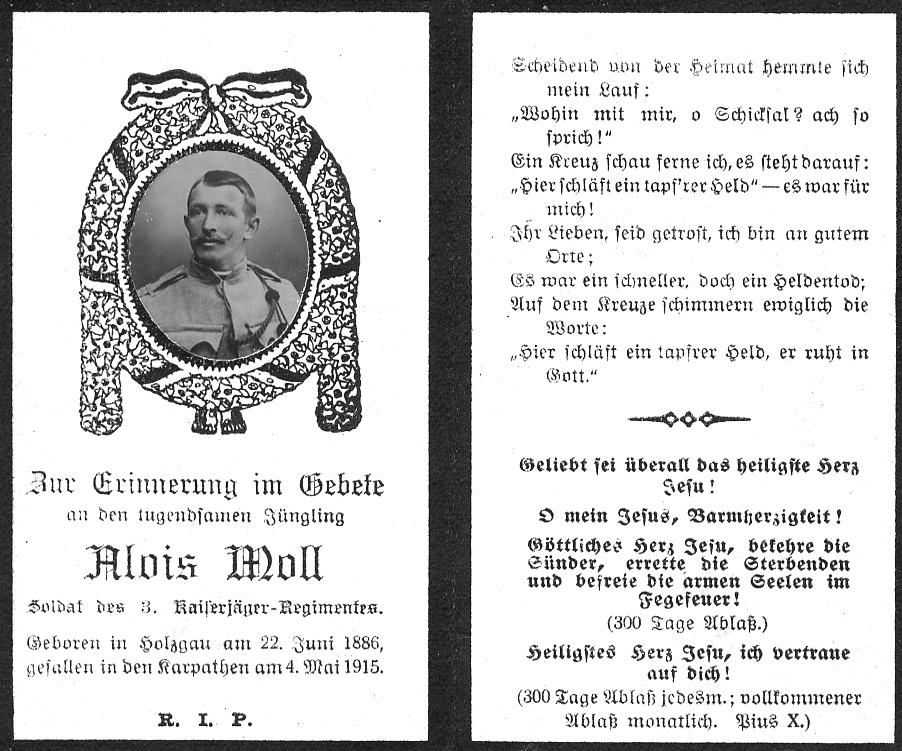 Zur Erinnerung im Gebete
an den tugendsamen Jüngling
Alois Moll
Soldat des 3. Kaiserjäger-Regimentes.
Geboren in Holzgau am 22. Juni 1886,
gefallen in den Karpathen am 4. Mai 1915.
R. I. P.
Scheidend von der Heimat hemmte sich
mein Lauf:
„Wohin mit mir, o Schicksal? ach so
sprich!“
Ein Kreuz schau ferne ich, es steht darauf:
„Hier schläft ein tapf'rer Held“ — es war für
mich!
Ihr Lieben, seid getrost, ich bin an gutem
Orte;
Es war ein schneller, doch ein Heldentod;
Auf dem Kreuze schimmern ewiglich die
Worte:
„Hier schläft ein tapfrer Held, er ruht in
Gott.“
Geliebt sei überall das heiligste Herz
Jesu!
O mein Jesus, Barmherzigkeit!
Göttliches Herz Jesu, bekehre die
Sünder, errette die Sterbenden
und befreie die armen Seelen im
Fegefeuer!
(300 Tage Ablaß.)
Heiligstes Herz Jesu, ich vertraue
auf dich!
(300 Tage Ablaß jedesm.; vollkommener
Ablaß monatlich. Pius X.)